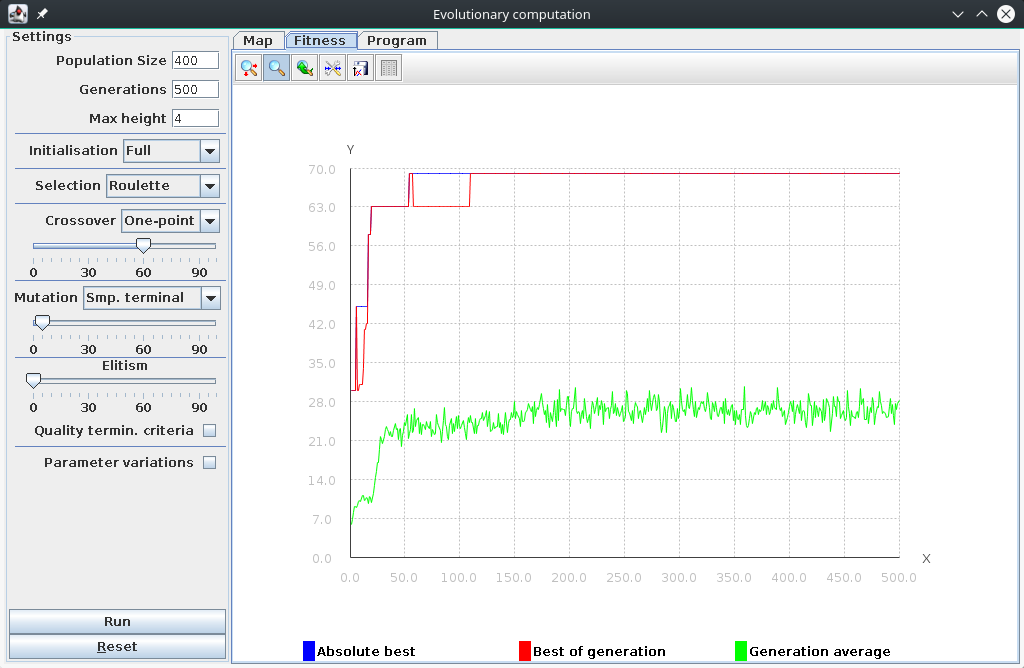 Evolutionary computation
Settings
Population Size 400
Generations 500
Max height 4
Initialisation Full
Selection Roulette
Crossover One-point
0 30 60 90
Mutation Smp. terminal
0 30 60 90
Elitism
0 30 60 90
Quality termin. criteria
Parameter variations
Run
Reset
Map Fitness Program
Y
70.0
63.0
56.0
49.0
42.0
35.0
28.0
21.0
14.0
7.0
0.0
X
0.0 50.0 100.0 150.0 200.0 250.0 300.0 350.0 400.0 450.0 500.0
Absolute best Best of generation Generation average